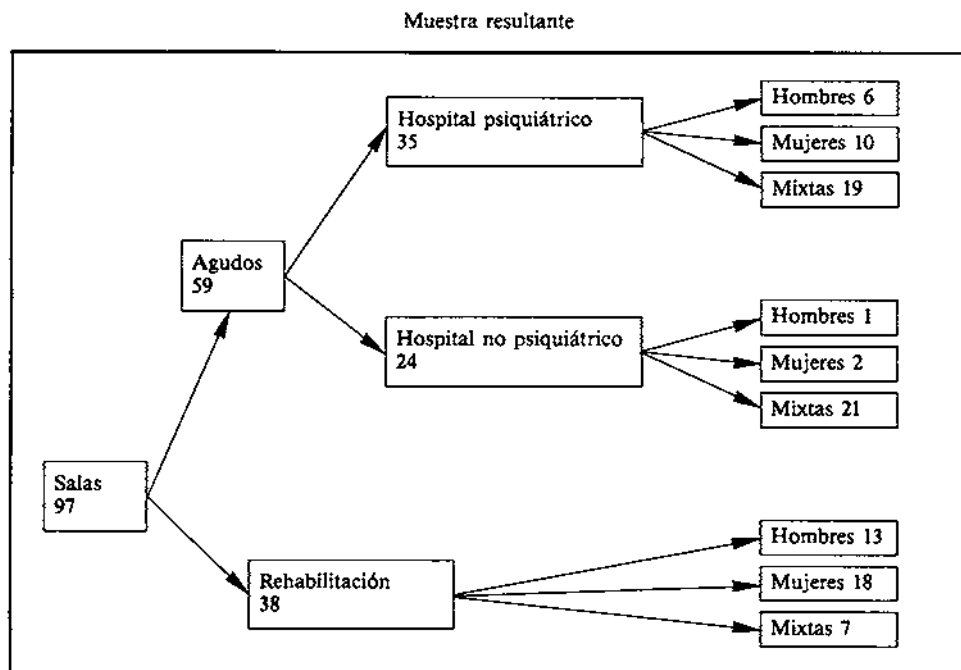 Muestra resultante
Hospital psiquiátrico
35
Hombres 6
Mujeres 10
Mixtas 19
Agudos
59
Hospital no psiquiátrico
24
Hombres 1
Mujeres 2
Mixtas 21
Salas
97
Rehabilitación
38
Hombres 13
Mujeres 18
Mixtas 7